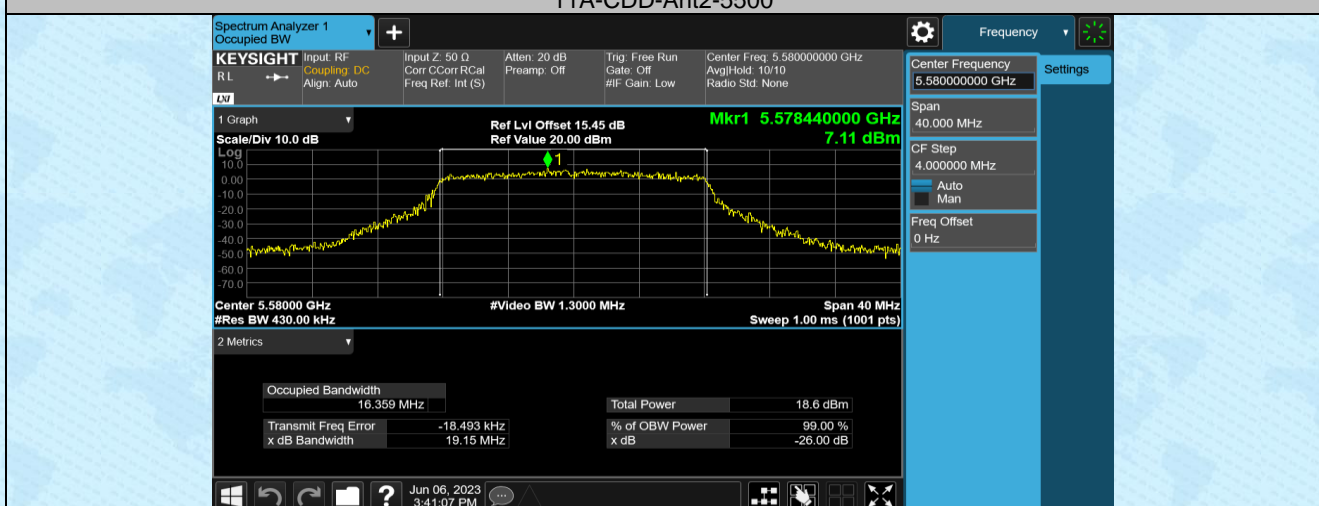 11A-CDD-Ant2-5500
Spectrum Analyzer 1
Occupied BW
+
Frequency
KEYSIGHT
R L
LXI
Input: RF
Coupling: DC
Align: Auto
Input Z: 50 Ω
Corr CCorr RCal
Freq Ref: Int (S)
Atten: 20 dB
Preamp: Off
Trig: Free Run
Gate: Off
#IF Gain: Low
Center Freq: 5.580000000 GHz
Avg|Hold: 10/10
Radio Std: None
Center Frequency
5.580000000 GHz
Settings
Span
40.000 MHz
CF Step
4.000000 MHz
Auto
Man
Freq Offset
0 Hz
1 Graph
Scale/Div 10.0 dB
Ref Lvl Offset 15.45 dB
Ref Value 20.00 dBm
Mkr1 5.578440000 GHz
7.11 dBm
Log
10.0
0.00
-10.0
-20.0
-30.0
-40.0
-50.0
-60.0
-70.0
1
Center 5.58000 GHz
#Res BW 430.00 kHz
#Video BW 1.3000 MHz
Span 40 MHz
Sweep 1.00 ms (1001 pts)
2 Metrics
Occupied Bandwidth
16.359 MHz
Total Power 18.6 dBm
Transmit Freq Error -18.493 kHz
% of OBW Power 99.00 %
x dB Bandwidth 19.15 MHz
x dB -26.00 dB
?
Jun 06, 2023
3:41:07 PM